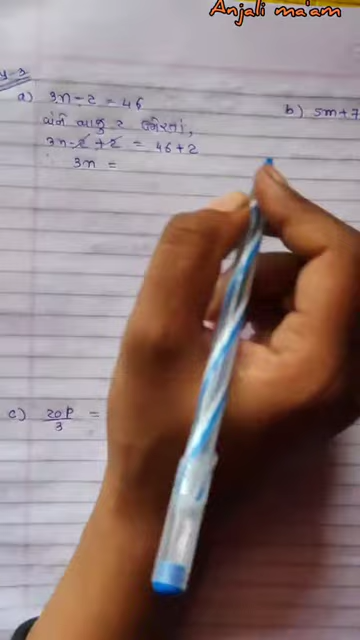 Anjali ma'am
a) 3n - 2 = 46
બંને બાજુ 2 ઉમેરતાં,
3n - 2 + 2 = 46 + 2
3n =
b) 5m + 7
c) 20P/3 =